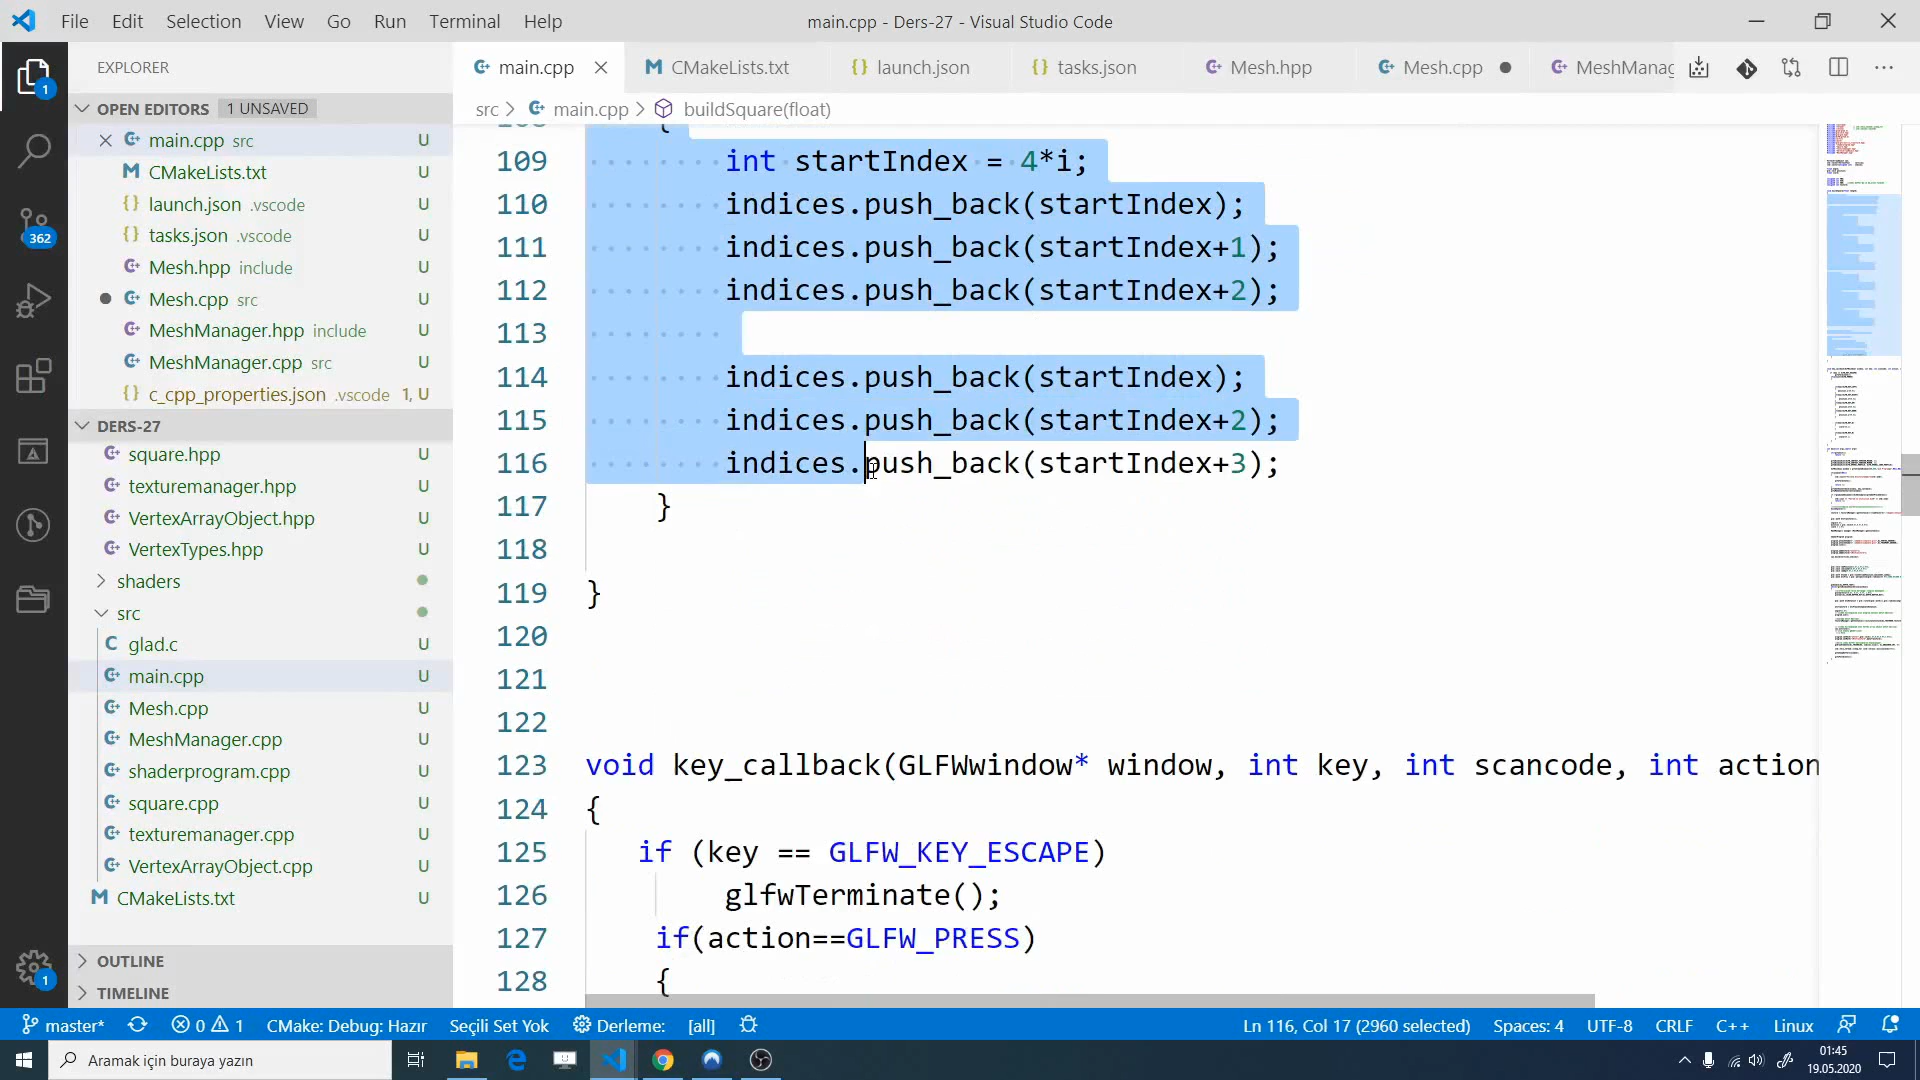 File Edit Selection View Go Run Terminal Help
main.cpp - Ders-27 - Visual Studio Code
EXPLORER
main.cpp
CMakeLists.txt
launch.json
tasks.json
Mesh.hpp
Mesh.cpp
MeshManag
OPEN EDITORS 1 UNSAVED
src > main.cpp > buildSquare(float)
main.cpp src U
CMakeLists.txt U
launch.json .vscode U
tasks.json .vscode U
Mesh.hpp include U
Mesh.cpp src U
MeshManager.hpp include U
MeshManager.cpp src U
c_cpp_properties.json .vscode 1, U
DERS-27
square.hpp U
texturemanager.hpp U
VertexArrayObject.hpp U
VertexTypes.hpp U
shaders
src
glad.c U
main.cpp U
Mesh.cpp U
MeshManager.cpp U
shaderprogram.cpp U
square.cpp U
texturemanager.cpp U
VertexArrayObject.cpp U
CMakeLists.txt U
OUTLINE
TIMELINE
1
362
1
108 {
109 int startIndex = 4*i;
110 indices.push_back(startIndex);
111 indices.push_back(startIndex+1);
112 indices.push_back(startIndex+2);
113
114 indices.push_back(startIndex);
115 indices.push_back(startIndex+2);
116 indices.push_back(startIndex+3);
117 }
118
119 }
120
121
122
123 void key_callback(GLFWwindow* window, int key, int scancode, int action
124 {
125 if (key == GLFW_KEY_ESCAPE)
126 glfwTerminate();
127 if(action==GLFW_PRESS)
128 {
master* 0 1 CMake: Debug: Hazır Seçili Set Yok Derleme: [all] Ln 116, Col 17 (2960 selected) Spaces: 4 UTF-8 CRLF C++ Linux
Aramak için buraya yazın
01:45
19.05.2020